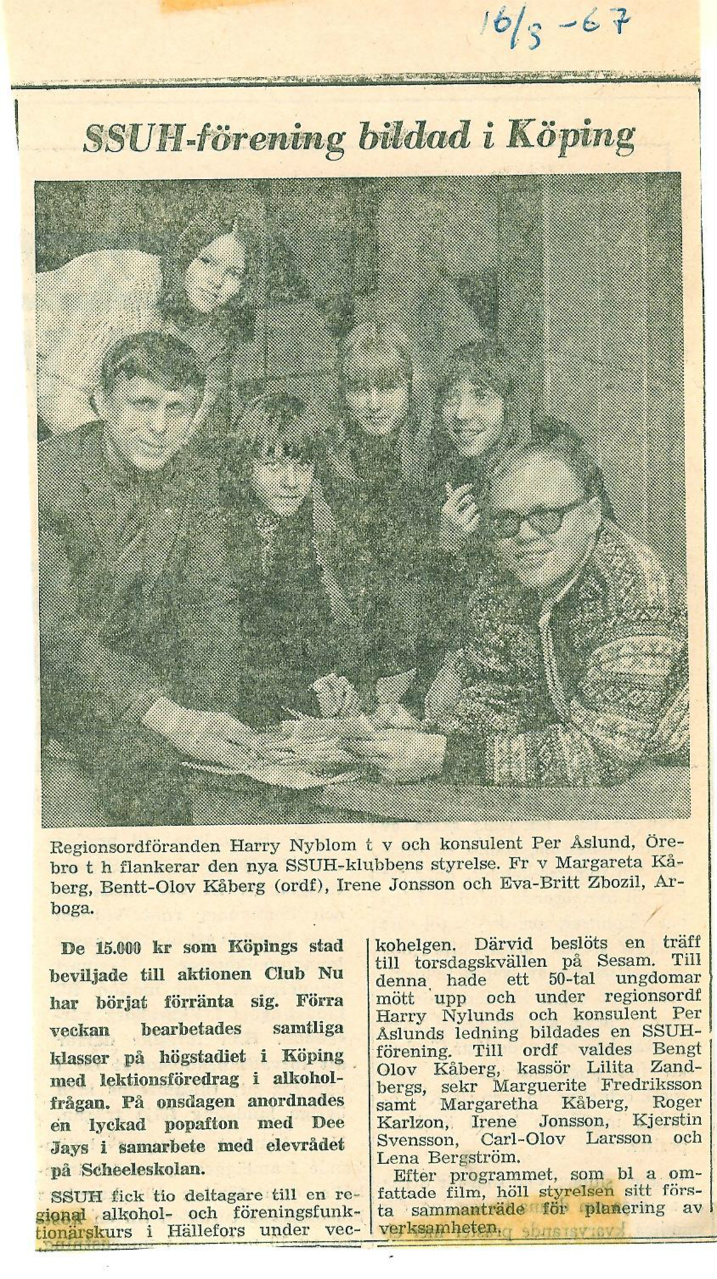 16/3 -67
SSUH-förening bildad i Köping
Regionsordföranden Harry Nyblom t v och konsulent Per Åslund, Öre-
bro t h flankerar den nya SSUH-klubbens styrelse. Fr v Margareta Kå-
berg, Bentt-Olov Kåberg (ordf), Irene Jonsson och Eva-Britt Zbozil, Ar-
boga.
De 15.000 kr som Köpings stad
beviljade till aktionen Club Nu
har börjat förränta sig. Förra
veckan bearbetades samtliga
klasser på högstadiet i Köping
med lektionsföredrag i alkohol-
frågan. På onsdagen anordnades
en lyckad popafton med Dee
Jays i samarbete med elevrådet
på Scheeleskolan.
SSUH fick tio deltagare till en re-
gional alkohol- och föreningsfunk-
tionärskurs i Hällefors under vec-
kohelgen. Därvid beslöts en träff
till torsdagskvällen på Sesam. Till
denna hade ett 50-tal ungdomar
mött upp och under regionsordf
Harry Nylunds och konsulent Per
Åslunds ledning bildades en SSUH-
förening. Till ordf valdes Bengt
Olov Kåberg, kassör Lilita Zand-
bergs, sekr Marguerite Fredriksson
samt Margaretha Kåberg, Roger
Karlzon, Irene Jonsson, Kjerstin
Svensson, Carl-Olov Larsson och
Lena Bergström.
Efter programmet, som bl a om-
fattade film, höll styrelsen sitt förs-
ta sammanträde för planering av
verksamheten.